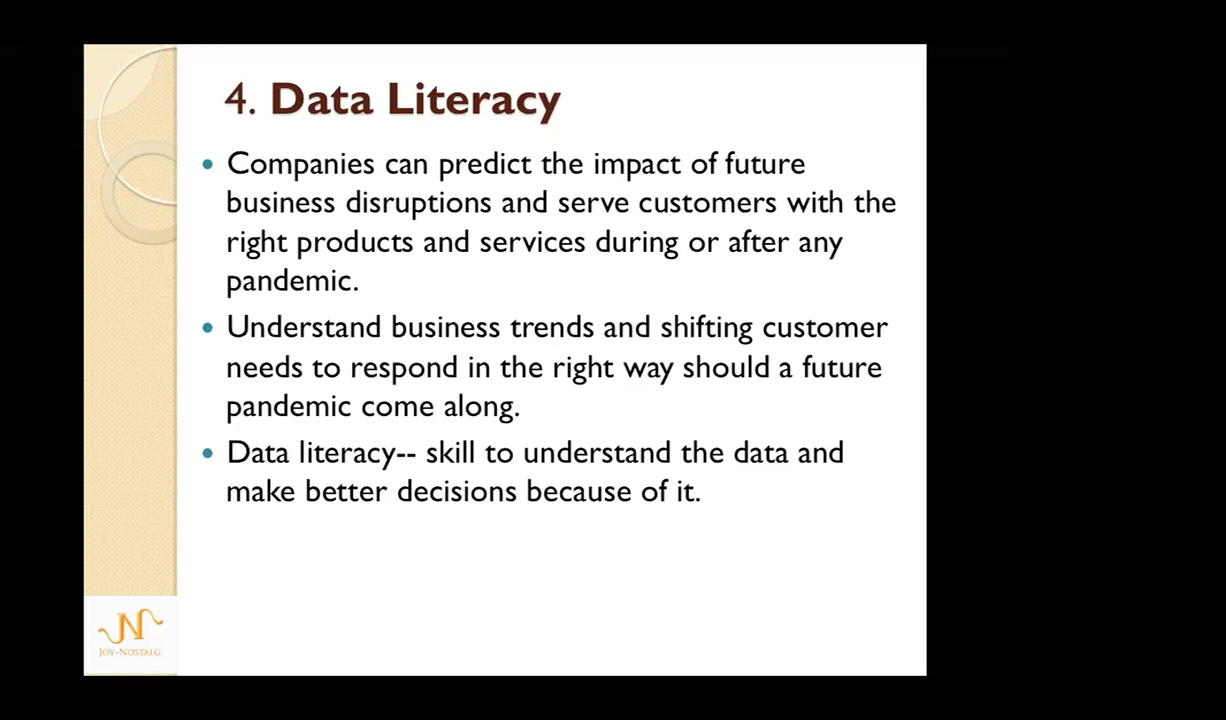 4. Data Literacy
• Companies can predict the impact of future
business disruptions and serve customers with the
right products and services during or after any
pandemic.
• Understand business trends and shifting customer
needs to respond in the right way should a future
pandemic come along.
• Data literacy-- skill to understand the data and
make better decisions because of it.
N
JOY-NOSTALG